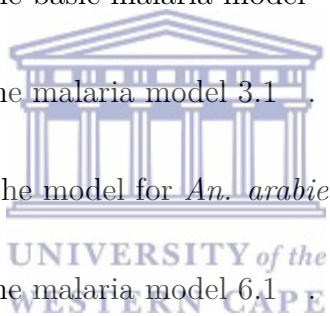 he basic malaria model
he malaria model 3.1 .
he model for An. arabie
UNIVERSITY of the
he malaria model 6.1 .
WESTERN CAPE